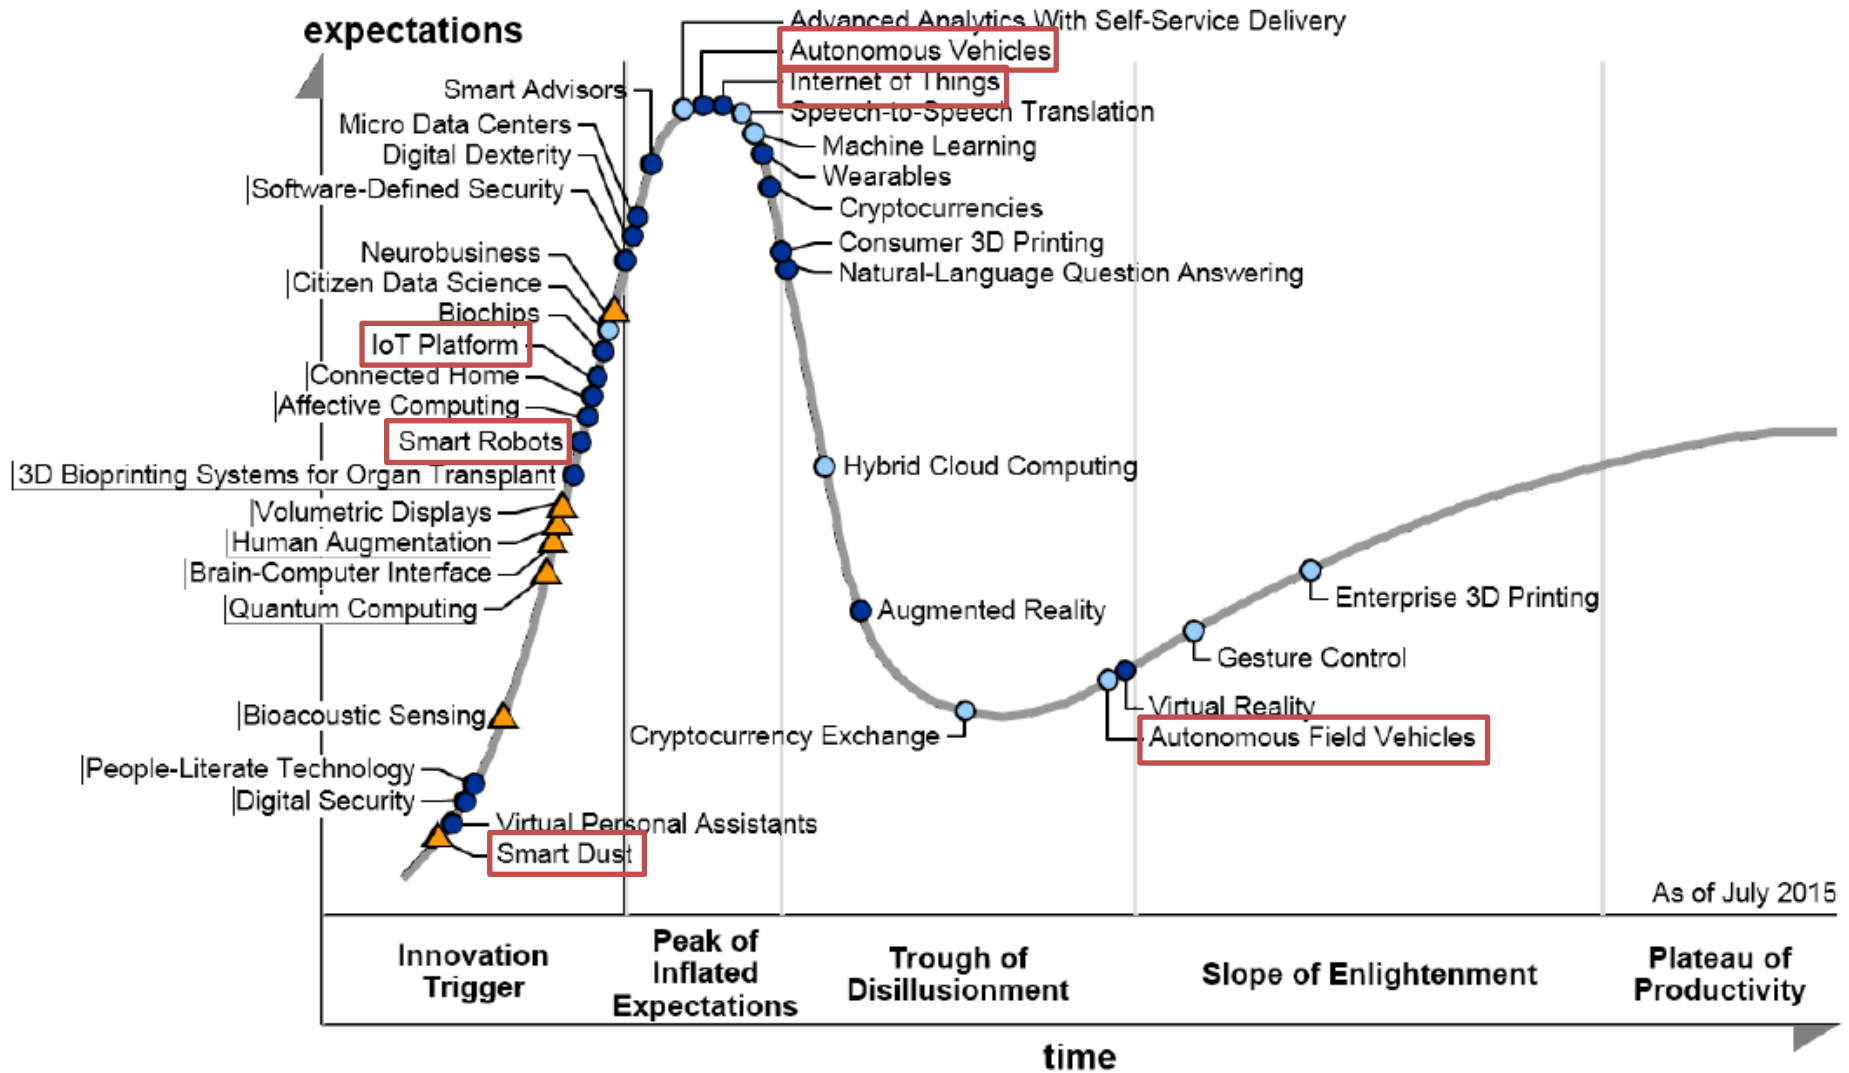 expectations
Advanced Analytics With Self-Service Delivery
Autonomous Vehicles
Internet of Things
Speech-to-Speech Translation
Machine Learning
Wearables
Cryptocurrencies
Consumer 3D Printing
Natural-Language Question Answering
Smart Advisors
Micro Data Centers
Digital Dexterity
Software-Defined Security
Neurobusiness
Citizen Data Science
Biochips
IoT Platform
Connected Home
Affective Computing
Smart Robots
3D Bioprinting Systems for Organ Transplant
Volumetric Displays
Human Augmentation
Brain-Computer Interface
Quantum Computing
Bioacoustic Sensing
People-Literate Technology
Digital Security
Virtual Personal Assistants
Smart Dust
Hybrid Cloud Computing
Augmented Reality
Cryptocurrency Exchange
Enterprise 3D Printing
Gesture Control
Virtual Reality
Autonomous Field Vehicles
As of July 2015
Innovation
Trigger
Peak of
Inflated
Expectations
Trough of
Disillusionment
Slope of Enlightenment
Plateau of
Productivity
time